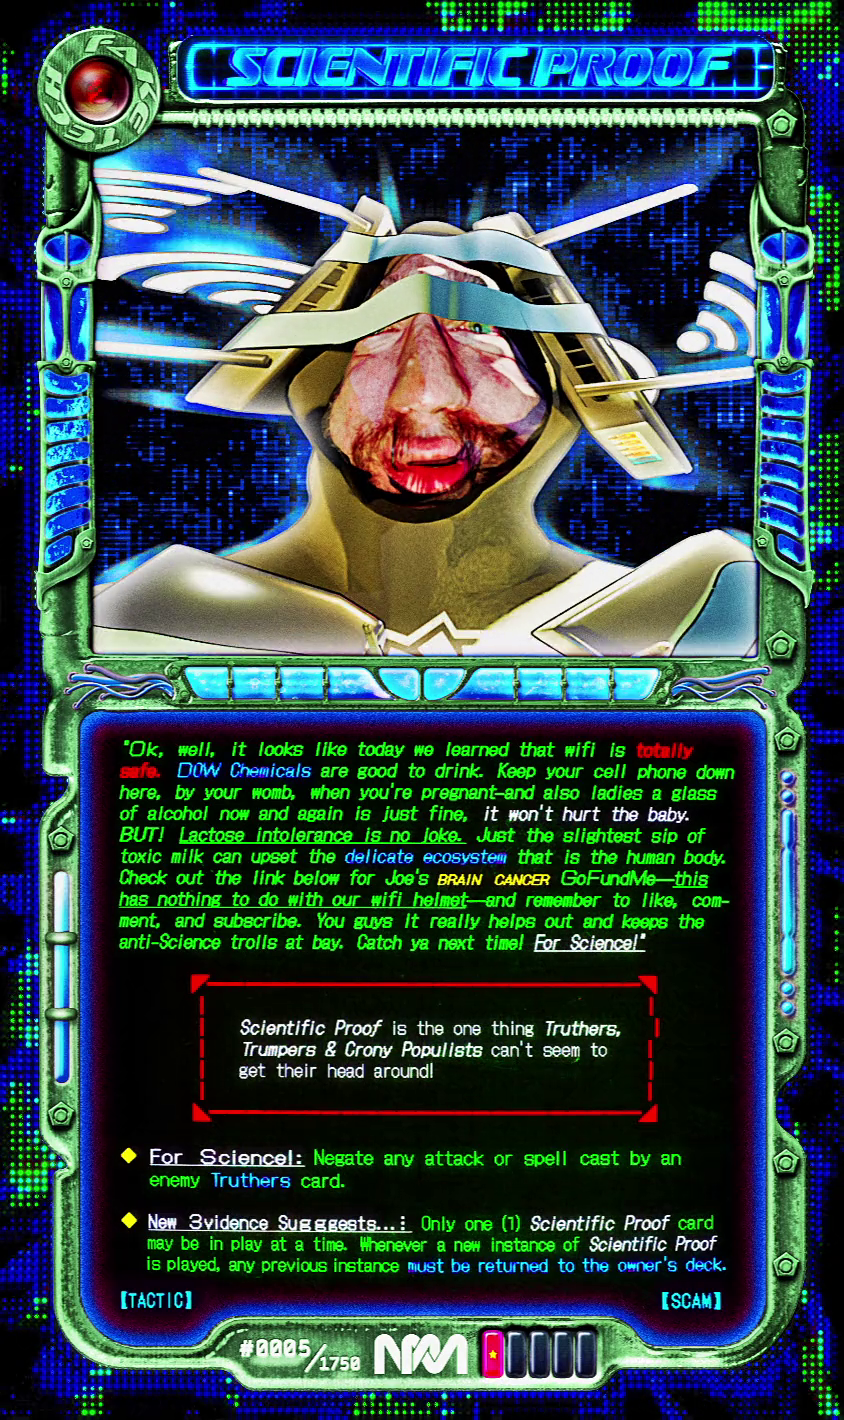 FAKE TECH
SCIENTIFIC PROOF
"Ok, well, it looks like today we learned that wifi is totally
safe. DOW Chemicals are good to drink. Keep your cell phone down
here, by your womb, when you're pregnant—and also ladies a glass
of alcohol now and again is just fine, it won't hurt the baby.
BUT! Lactose intolerance is no joke. Just the slightest sip of
toxic milk can upset the delicate ecosystem that is the human body.
Check out the link below for Joe's BRAIN CANCER GoFundMe—this
has nothing to do with our wifi helmet—and remember to like, com-
ment, and subscribe. You guys It really helps out and keeps the
anti-Science trolls at bay. Catch ya next time! For Science!"
Scientific Proof is the one thing Truthers,
Trumpers & Crony Populists can't seem to
get their head around!
For Science!: Negate any attack or spell cast by an
enemy Truthers card.
New 3vidence Suggests...: Only one (1) Scientific Proof card
may be in play at a time. Whenever a new instance of Scientific Proof
is played, any previous instance must be returned to the owner's deck.
[TACTIC] [SCAM]
#0005/1750